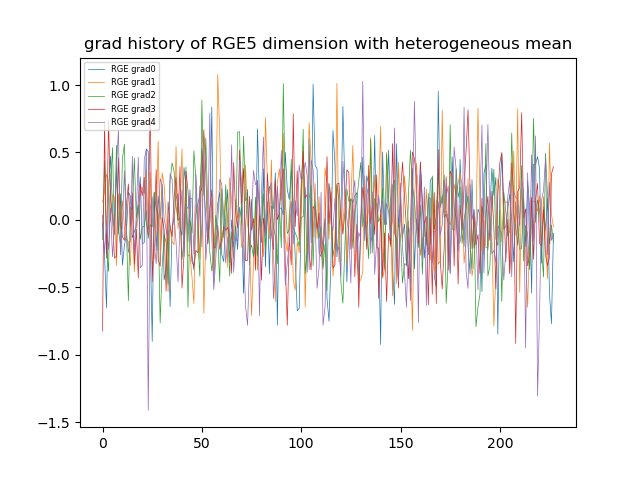 grad history of RGE5 dimension with heterogeneous mean
RGE grad0
RGE grad1
RGE grad2
RGE grad3
RGE grad4
1.0
0.5
0.0
−0.5
−1.0
−1.5
0 50 100 150 200